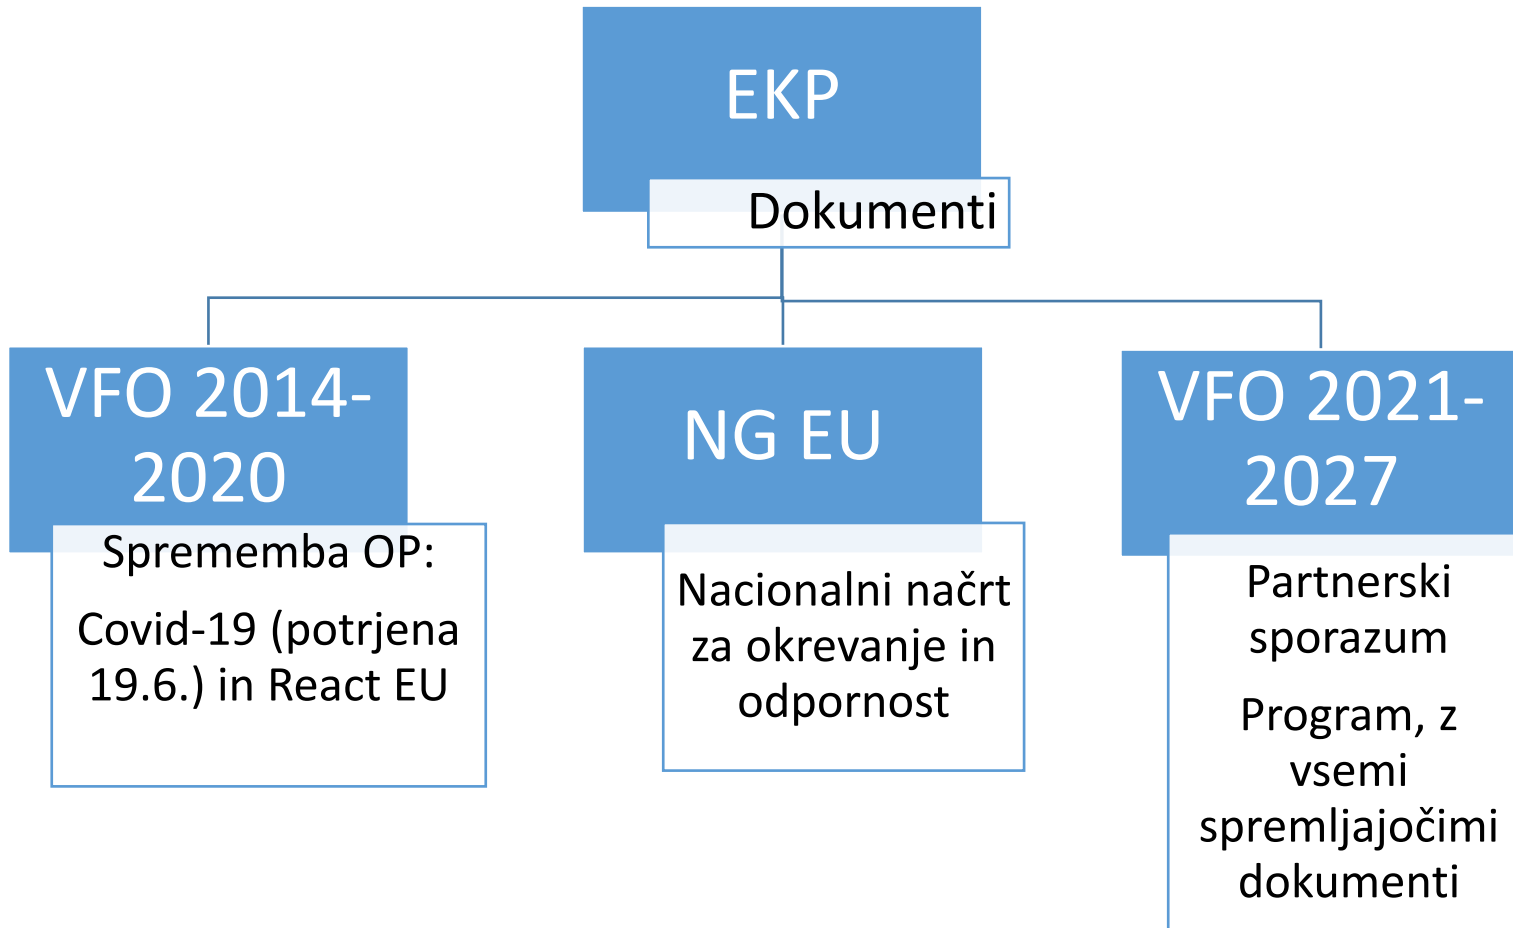 EKP
Dokumenti
VFO 2014-
2020
Sprememba OP:
Covid-19 (potrjena
19.6.) in React EU
NG EU
Nacionalni načrt
za okrevanje in
odpornost
VFO 2021-
2027
Partnerski
sporazum
Program, z
vsemi
spremljajočimi
dokumenti